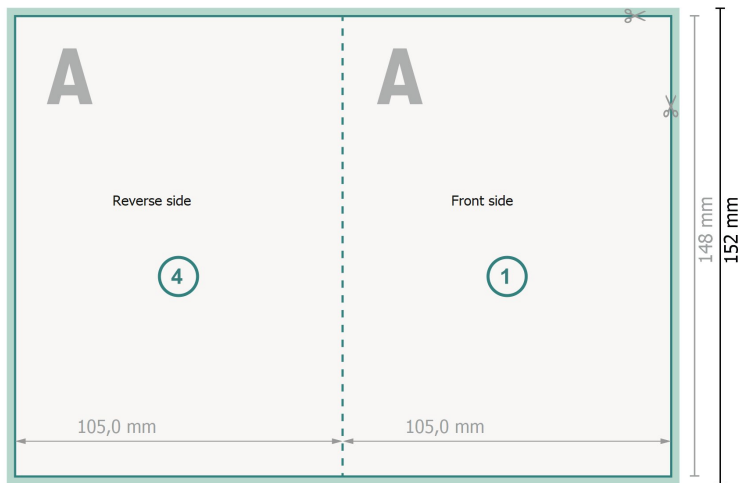 A A
Reverse side Front side
4 1
105,0 mm 105,0 mm
148 mm
152 mm